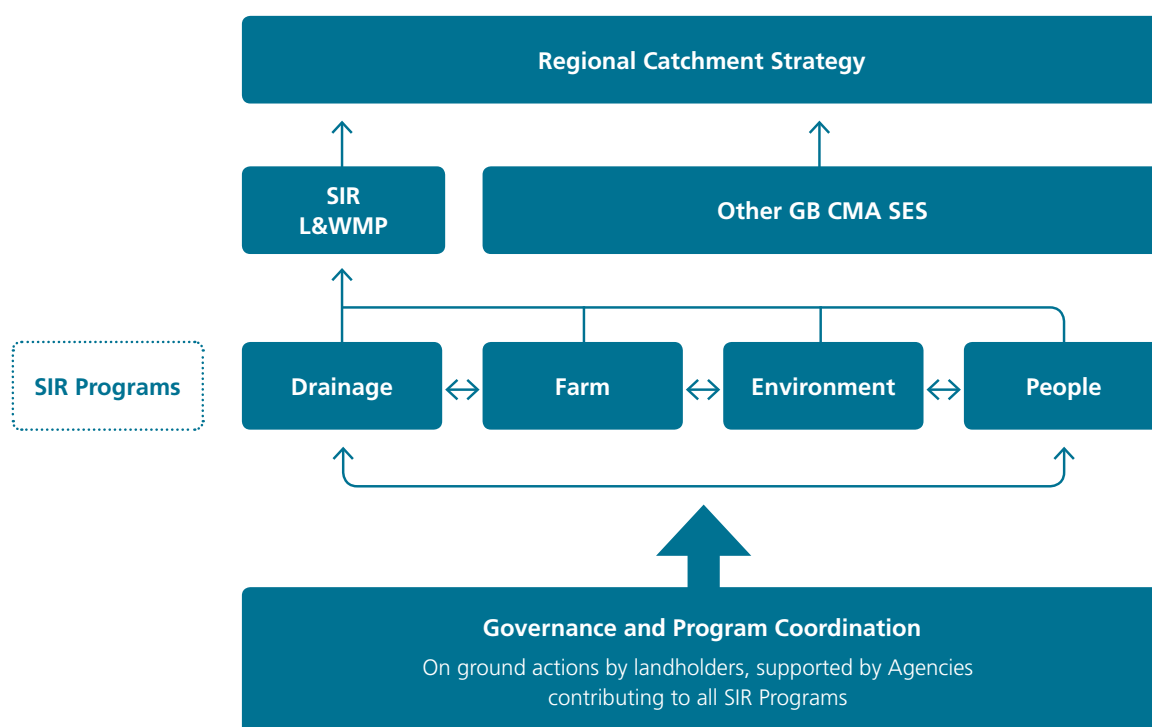 Regional Catchment Strategy
SIR
L&WMP
Other GB CMA SES
SIR Programs
Drainage
Farm
Environment
People
Governance and Program Coordination
On ground actions by landholders, supported by Agencies
contributing to all SIR Programs